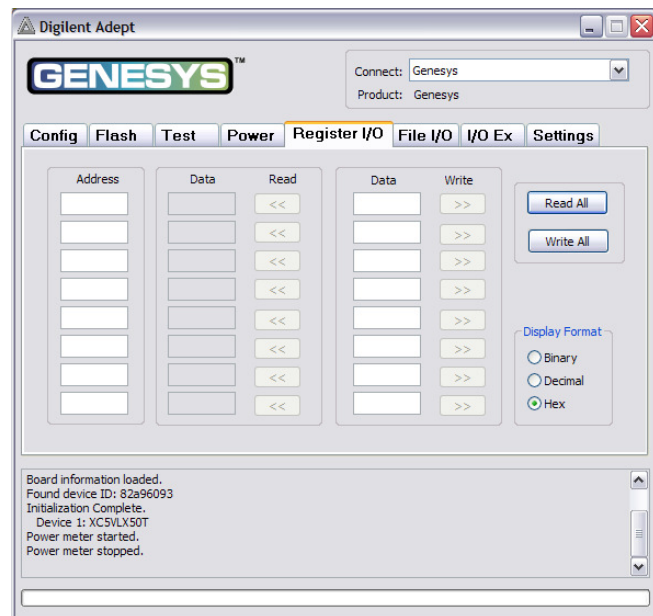 Digilent Adept
GENESYS™
Connect: Genesys
Product: Genesys
Config Flash Test Power Register I/O File I/O I/O Ex Settings
Address Data Read Data Write
<< >>
<< >>
<< >>
<< >>
<< >>
<< >>
<< >>
<< >>
Read All
Write All
Display Format
Binary
Decimal
Hex
Board information loaded.
Found device ID: 82a96093
Initialization Complete.
Device 1: XC5VLX50T
Power meter started.
Power meter stopped.